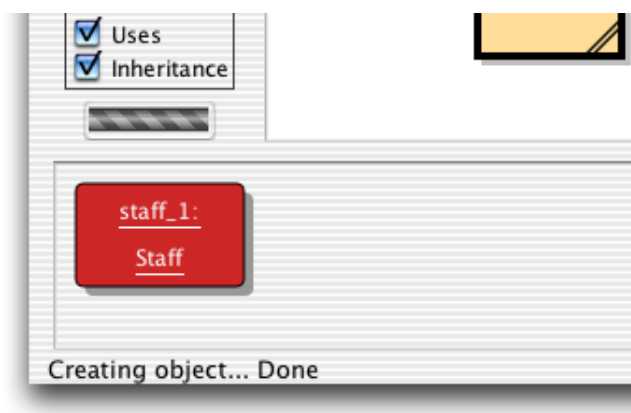 Uses
Inheritance
staff_1:
Staff
Creating object... Done